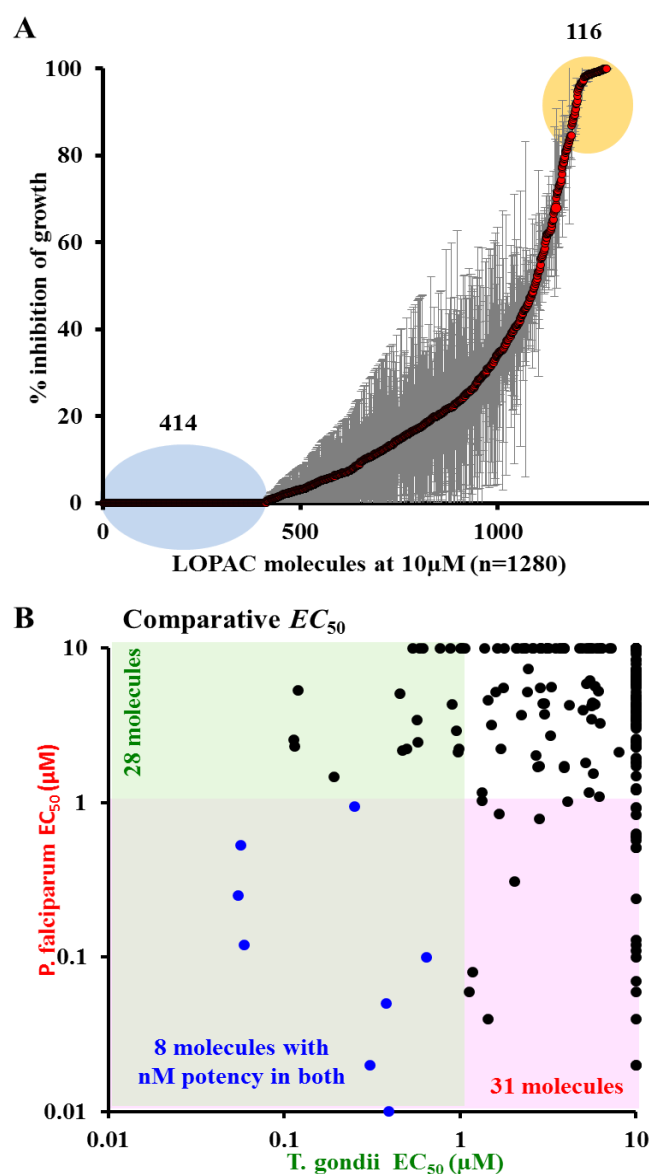 A
116
100
80
60
40
20
0
% inhibition of growth
414
0
500
1000
LOPAC molecules at 10µM (n=1280)
B
Comparative EC50
10
1
0.1
0.01
P. falciparum EC50 (µM)
28 molecules
8 molecules with
nM potency in both
31 molecules
0.01
0.1
1
10
T. gondii EC50 (µM)